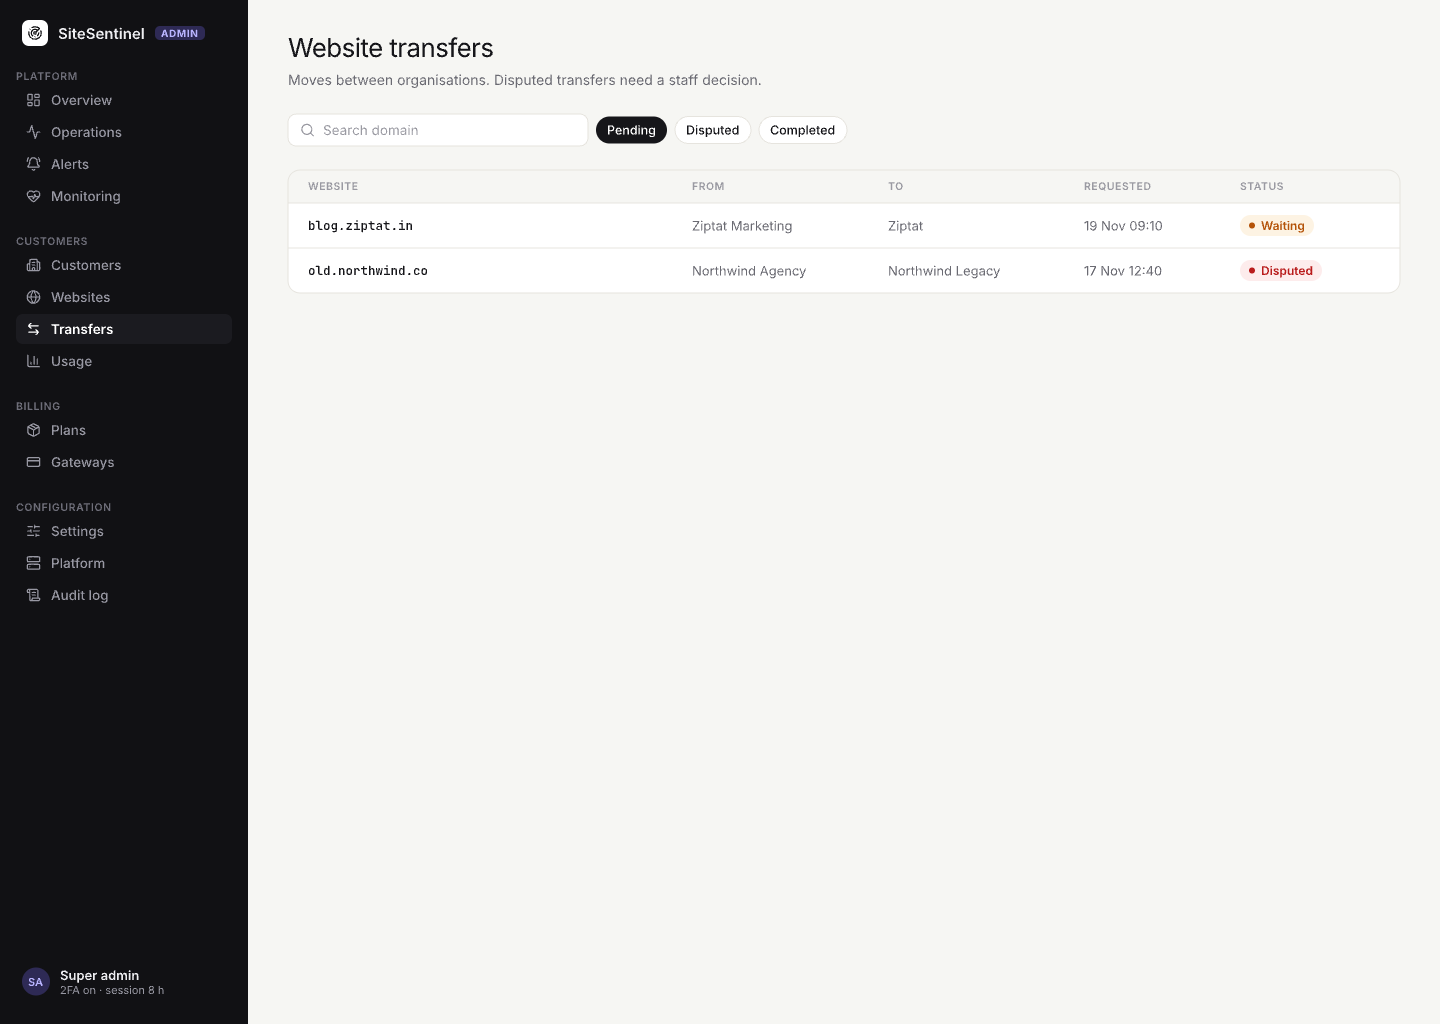 SiteSentinel ADMIN
PLATFORM
Overview
Operations
Alerts
Monitoring
CUSTOMERS
Customers
Websites
Transfers
Usage
BILLING
Plans
Gateways
CONFIGURATION
Settings
Platform
Audit log
SA
Super admin
2FA on · session 8 h
Website transfers
Moves between organisations. Disputed transfers need a staff decision.
Search domain Pending Disputed Completed
WEBSITE FROM TO REQUESTED STATUS
blog.ziptat.in Ziptat Marketing Ziptat 19 Nov 09:10 Waiting
old.northwind.co Northwind Agency Northwind Legacy 17 Nov 12:40 Disputed